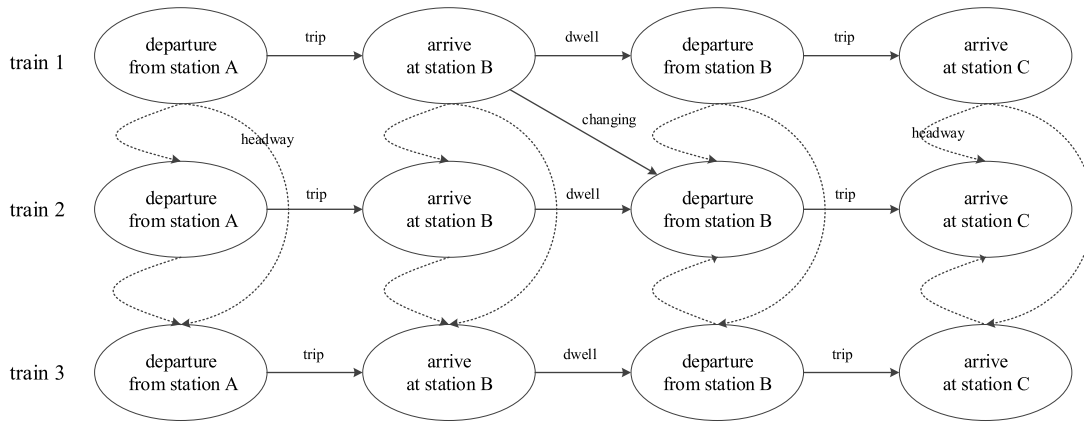 train 1
departure
from station A
trip
arrive
at station B
dwell
departure
from station B
trip
arrive
at station C
headway
changing
headway
train 2
departure
from station A
trip
arrive
at station B
dwell
departure
from station B
trip
arrive
at station C
train 3
departure
from station A
trip
arrive
at station B
dwell
departure
from station B
trip
arrive
at station C